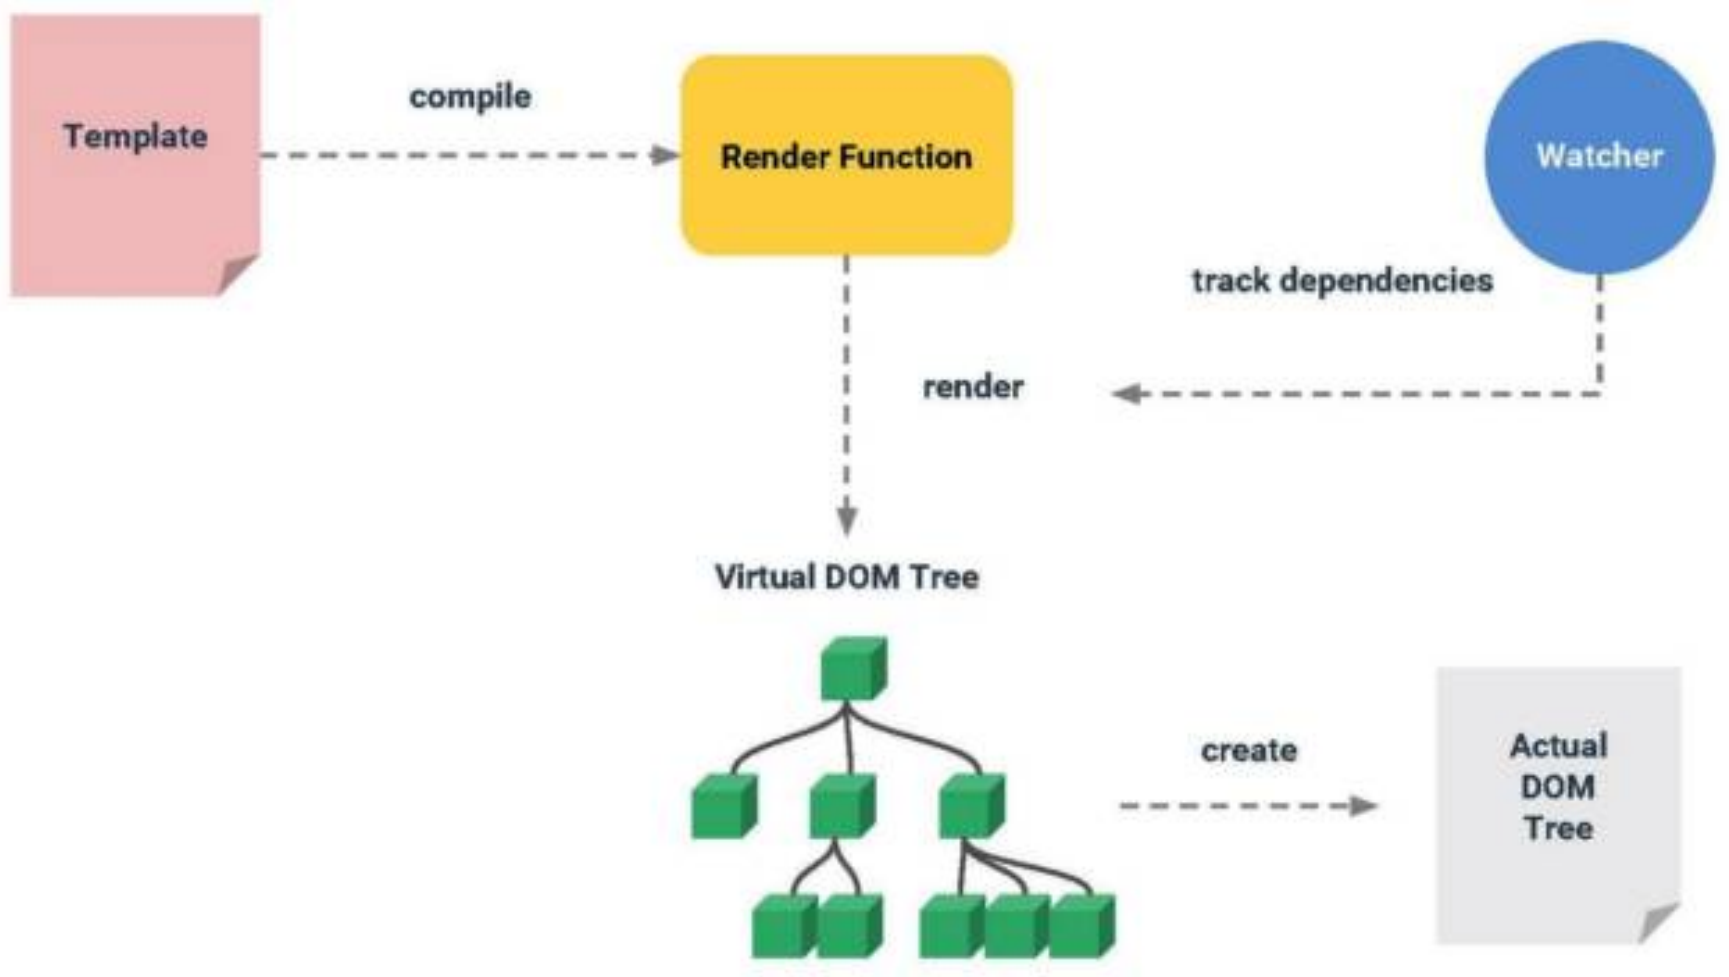 compile
Template
Render Function
Watcher
track dependencies
render
Virtual DOM Tree
create
Actual
DOM
Tree